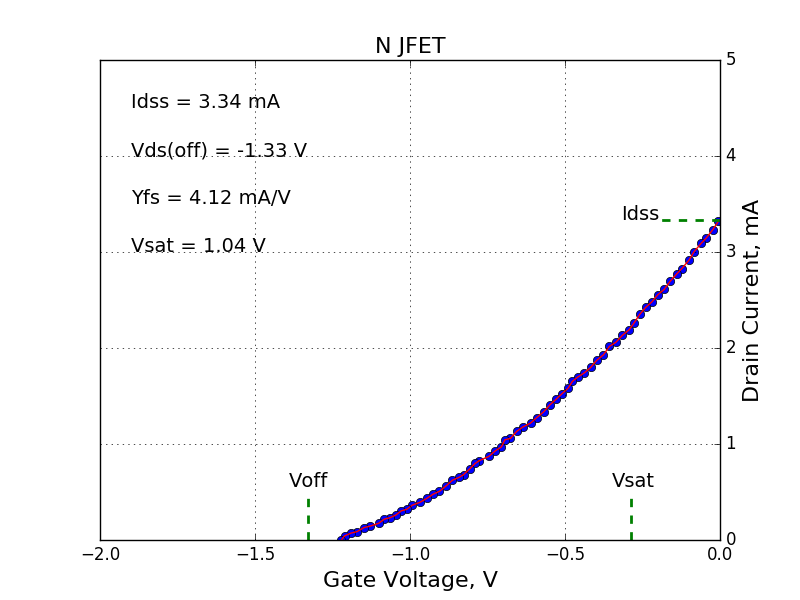 N JFET
Idss = 3.34 mA
Vds(off) = -1.33 V
Yfs = 4.12 mA/V
Vsat = 1.04 V
Idss
Voff
Vsat
5
4
3
2
1
0
Drain Current, mA
−2.0 −1.5 −1.0 −0.5 0.0
Gate Voltage, V